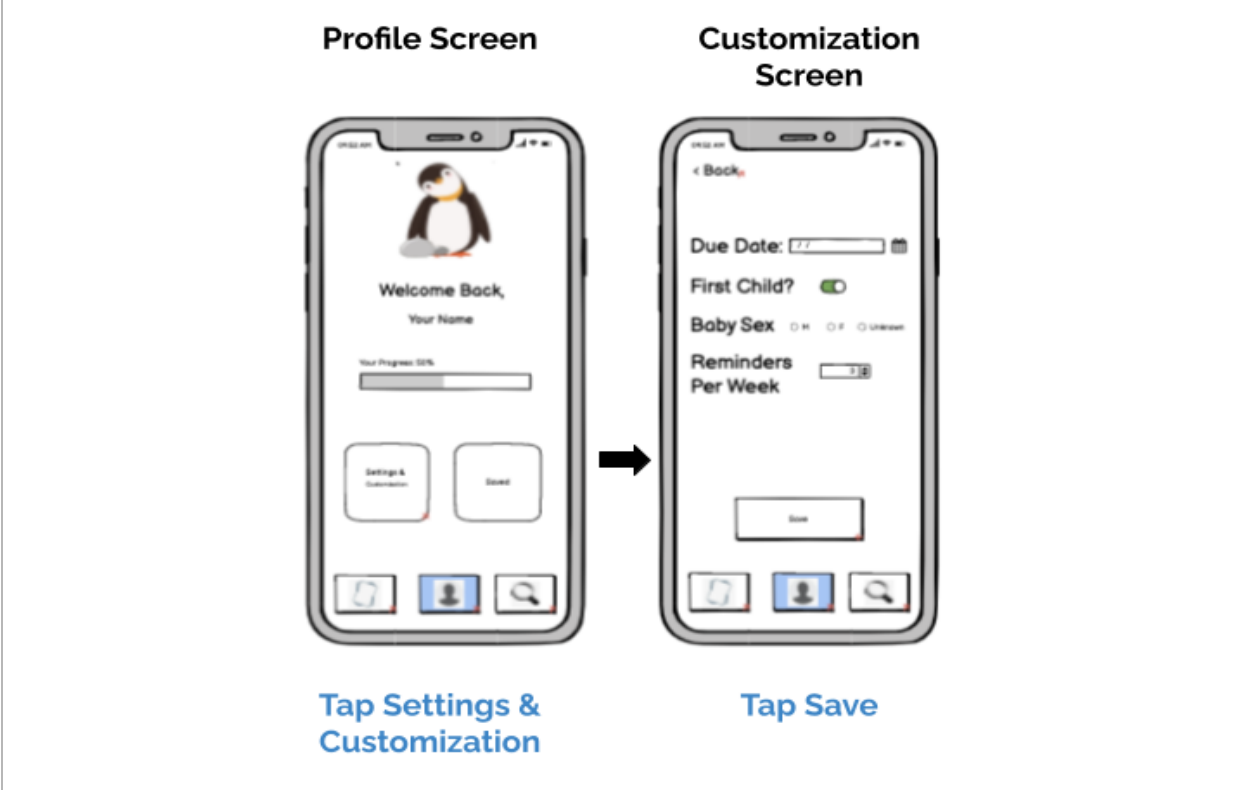 Profile Screen
Customization
Screen
Welcome Back,
Your Name
Your Progress: 50%
Settings &
Customization
Saved
Tap Settings &
Customization
< Back
Due Date: / /
First Child?
Baby Sex M F Unknown
Reminders
Per Week 3
Save
Tap Save